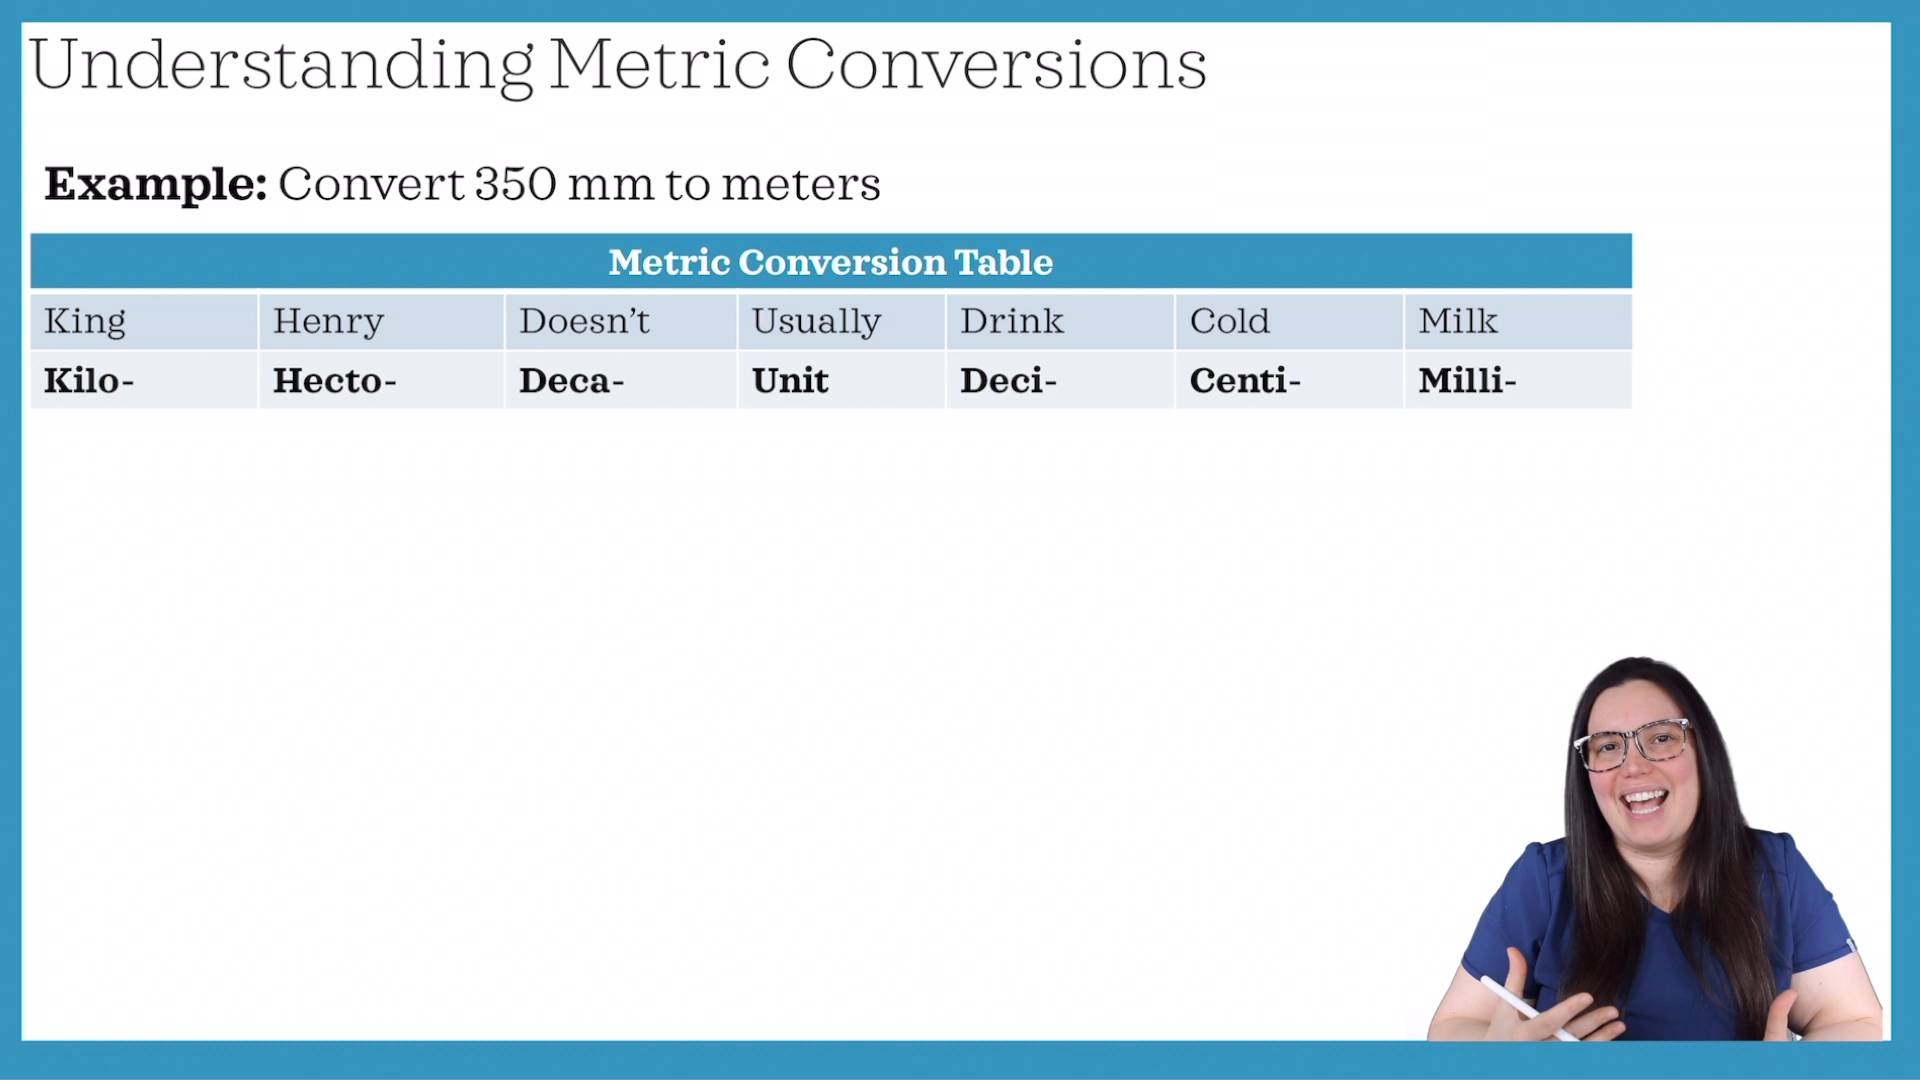 Understanding Metric Conversions
Example: Convert 350 mm to meters
Metric Conversion Table
King Henry Doesn’t Usually Drink Cold Milk
Kilo- Hecto- Deca- Unit Deci- Centi- Milli-